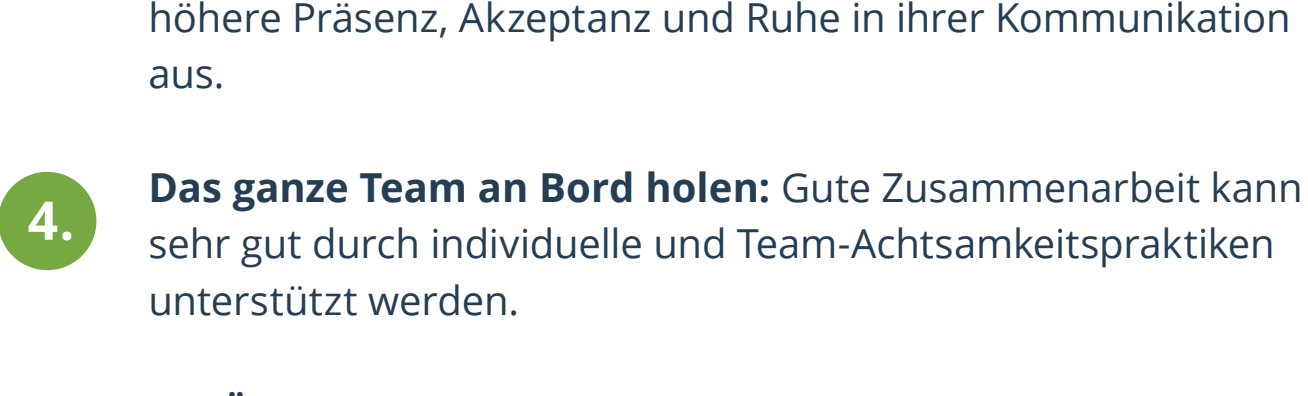 höhere Präsenz, Akzeptanz und Ruhe in ihrer Kommunikation
aus.
4.
Das ganze Team an Bord holen: Gute Zusammenarbeit kann
sehr gut durch individuelle und Team-Achtsamkeitspraktiken
unterstützt werden.